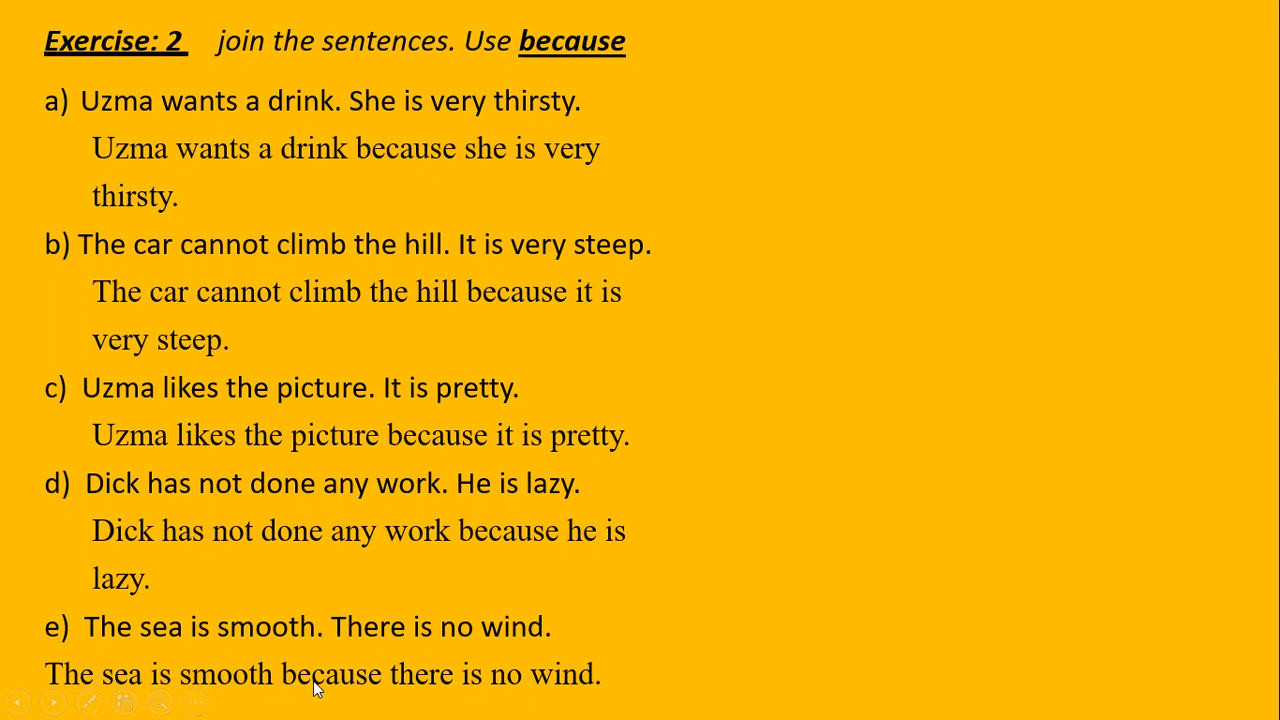 Exercise: 2 join the sentences. Use because
a) Uzma wants a drink. She is very thirsty.
Uzma wants a drink because she is very
thirsty.
b) The car cannot climb the hill. It is very steep.
The car cannot climb the hill because it is
very steep.
c) Uzma likes the picture. It is pretty.
Uzma likes the picture because it is pretty.
d) Dick has not done any work. He is lazy.
Dick has not done any work because he is
lazy.
e) The sea is smooth. There is no wind.
The sea is smooth because there is no wind.